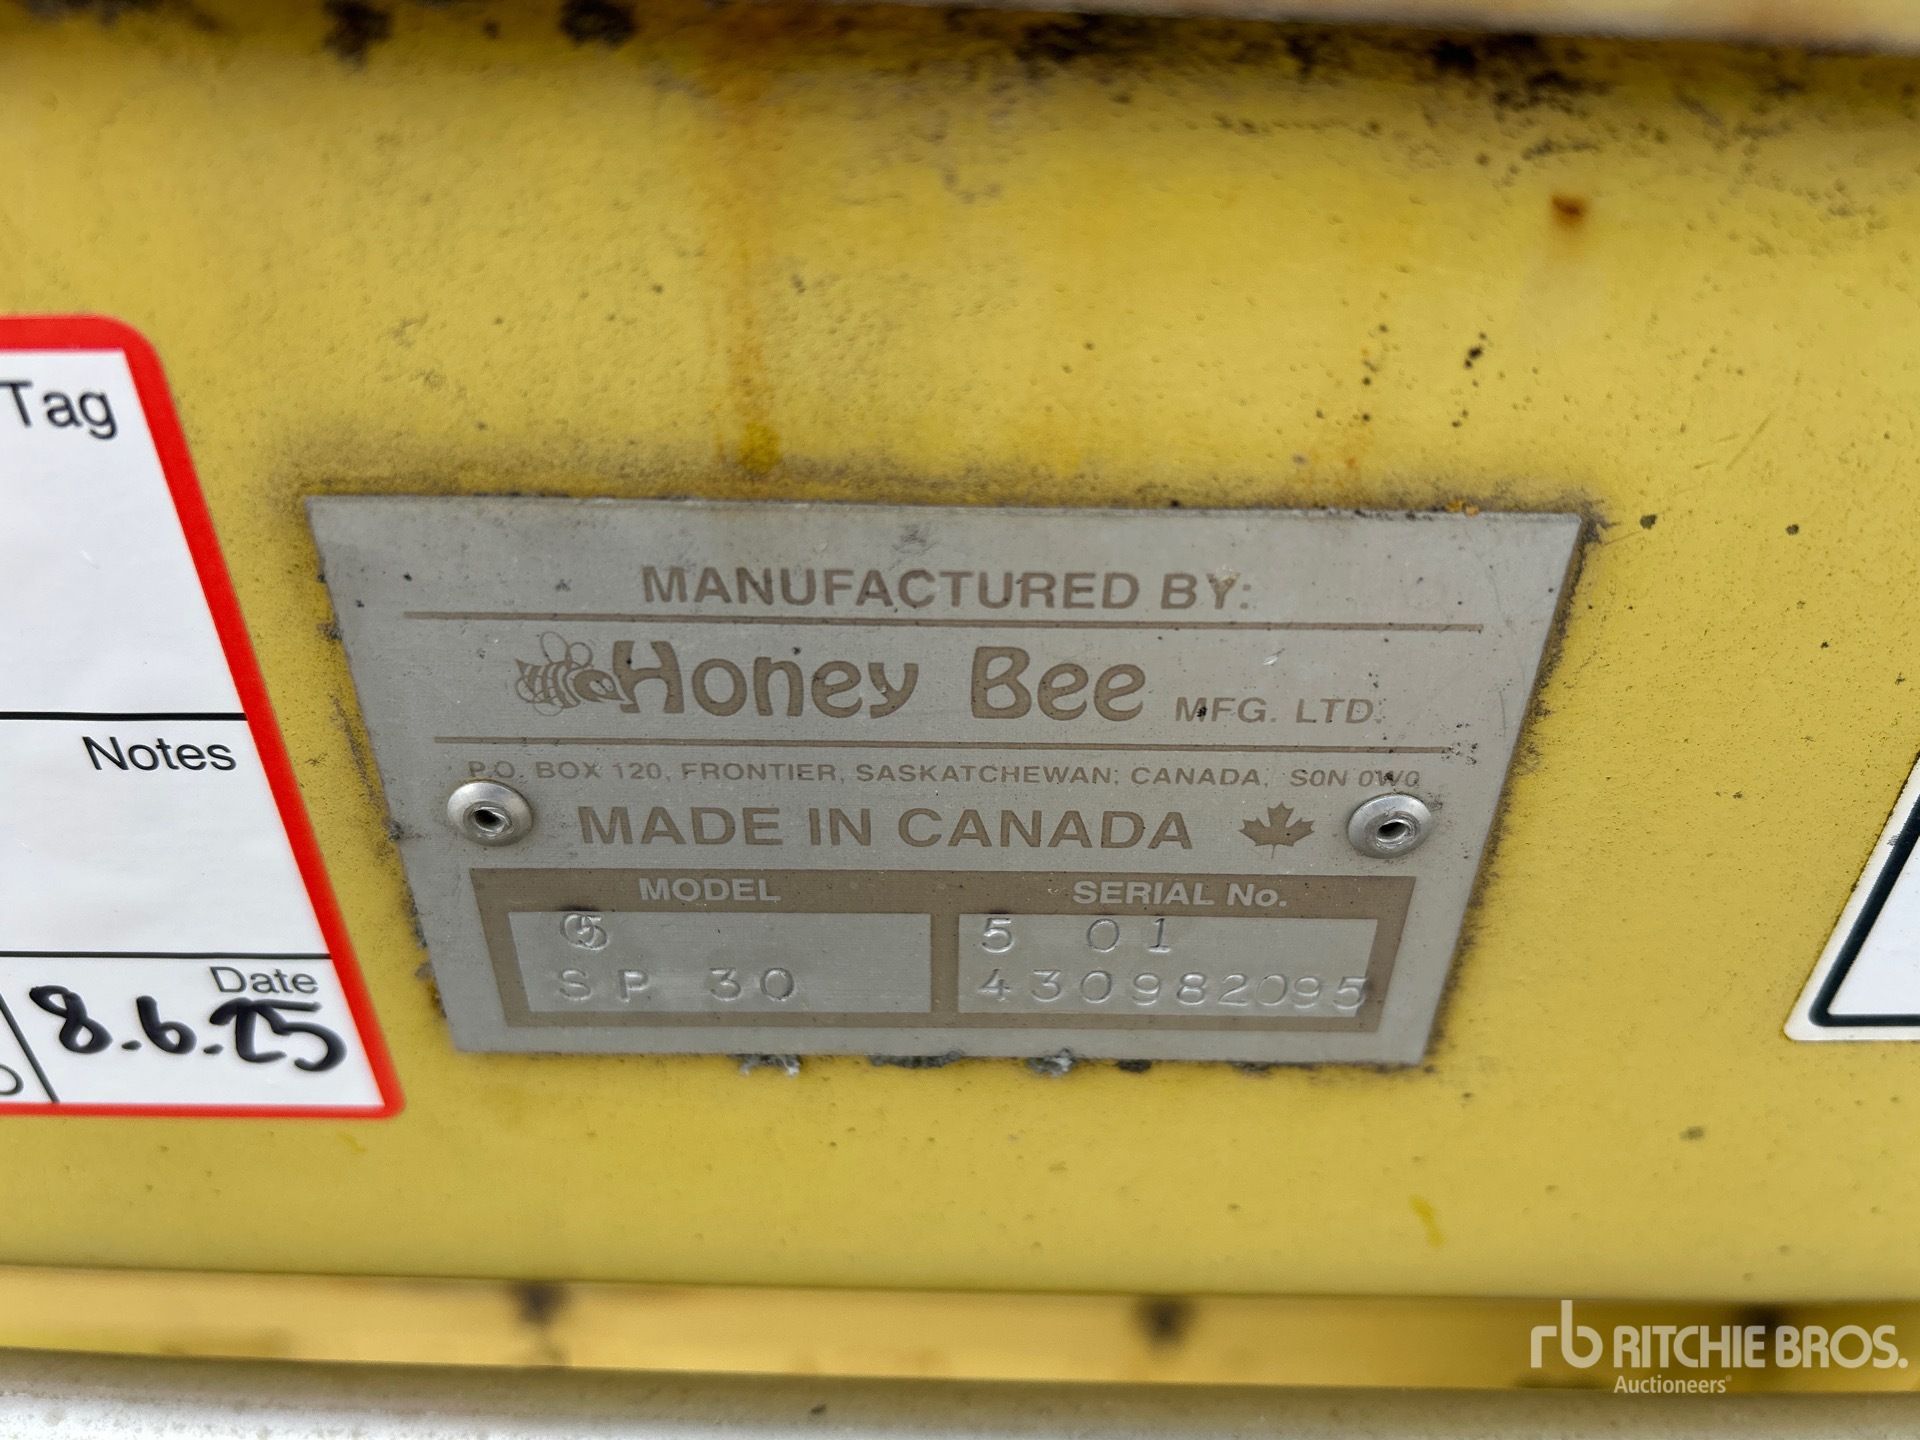 Tag
Notes
Date
8.6.25
MANUFACTURED BY:
Honey Bee MFG. LTD.
P.O. BOX 120, FRONTIER, SASKATCHEWAN, CANADA, S0N 0W0
MADE IN CANADA
MODEL
SERIAL No.
5 01
SP 30
430982095
rb RITCHIE BROS.
Auctioneers